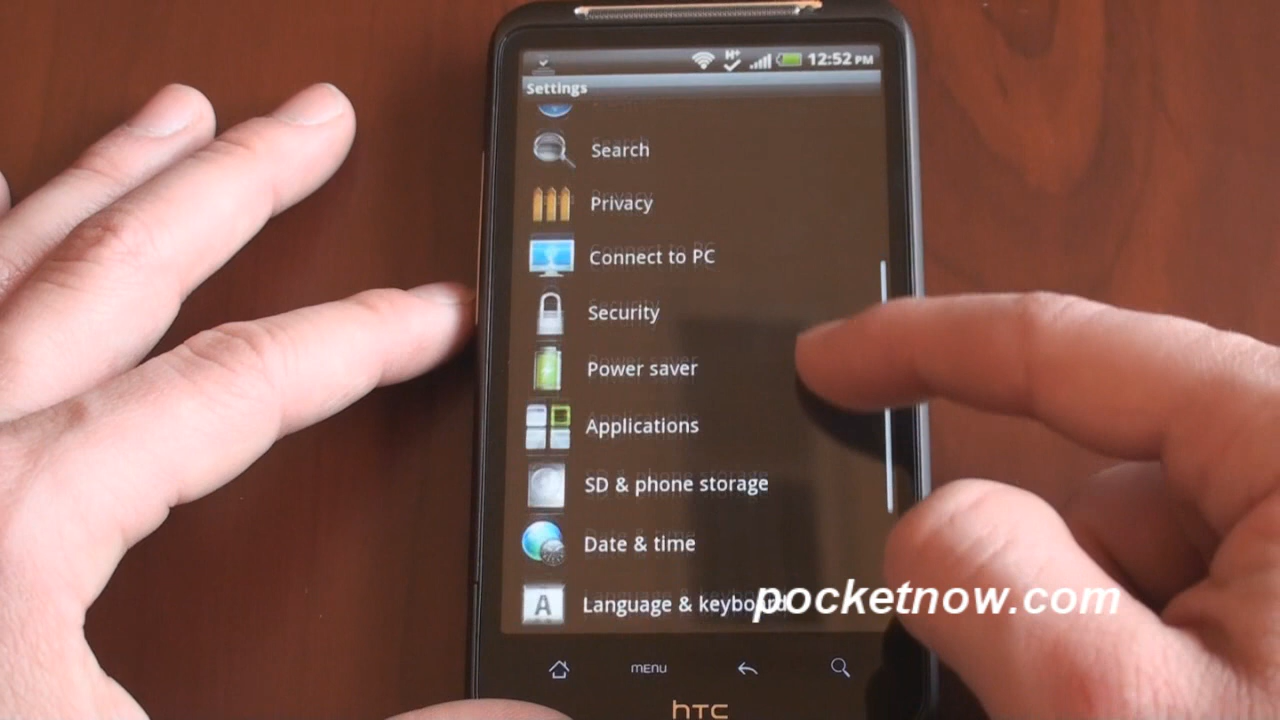 H+
12:52 PM
Settings
Search
Privacy
Connect to PC
Security
Power saver
Applications
SD & phone storage
Date & time
A
Language & keyboard
pocketnow.com
MENU
hTC